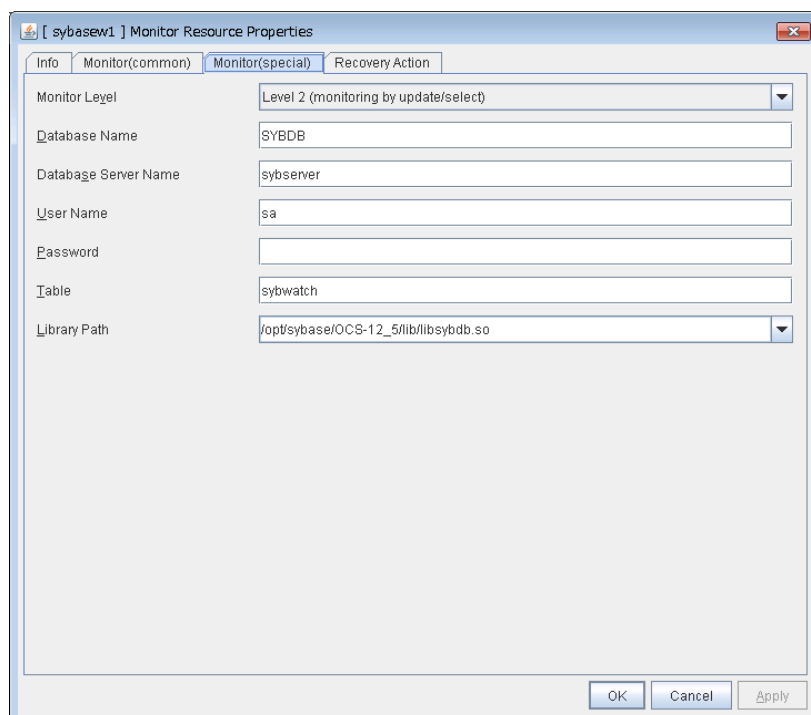 [ sybasew1 ] Monitor Resource Properties
Info Monitor(common) Monitor(special) Recovery Action
Monitor Level Level 2 (monitoring by update/select)
Database Name SYBDB
Database Server Name sybserver
User Name sa
Password
Table sybwatch
Library Path /opt/sybase/OCS-12_5/lib/libsybdb.so
OK Cancel Apply